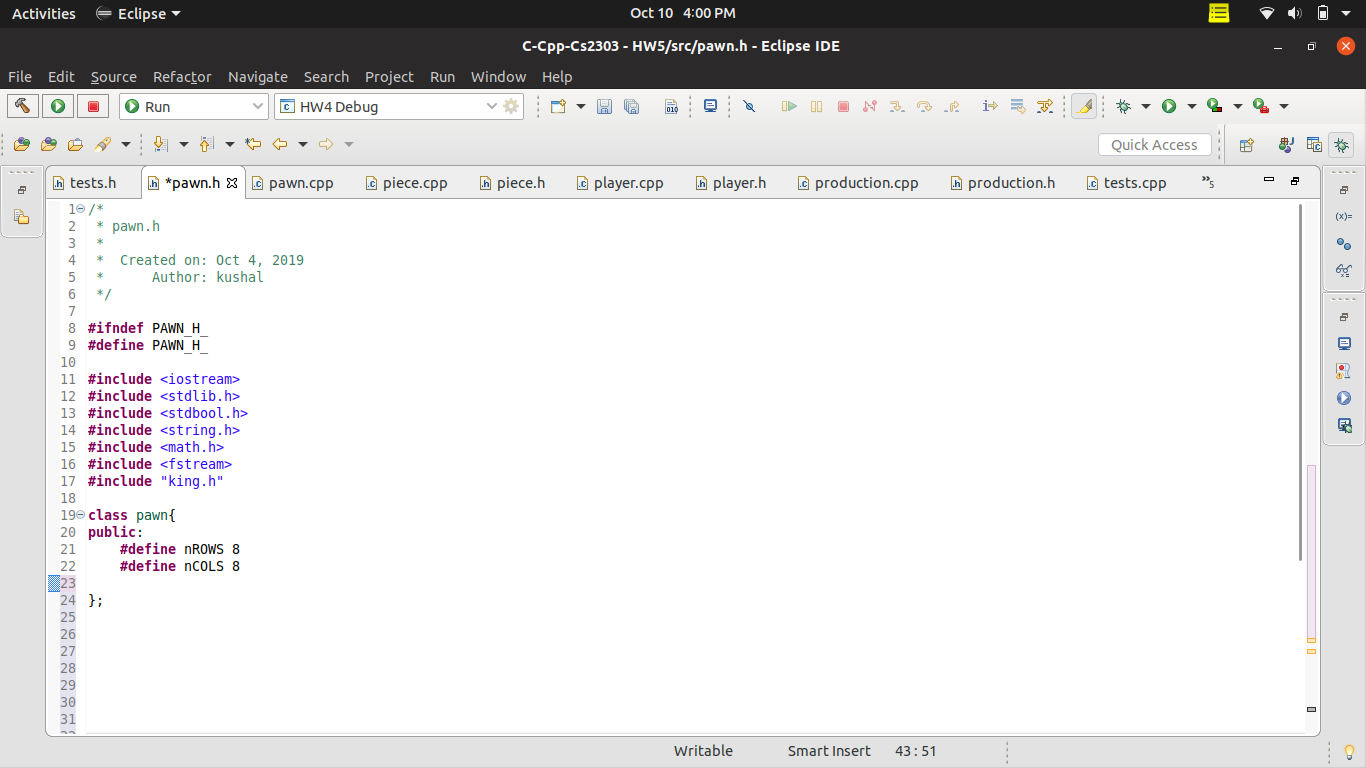 Activities Eclipse Oct 10 4:00 PM
C-Cpp-Cs2303 - HW5/src/pawn.h - Eclipse IDE
File Edit Source Refactor Navigate Search Project Run Window Help
Run HW4 Debug
Quick Access
tests.h *pawn.h pawn.cpp piece.cpp piece.h player.cpp player.h production.cpp production.h tests.cpp »5
1 /*
2 * pawn.h
3 *
4 * Created on: Oct 4, 2019
5 * Author: kushal
6 */
7
8 #ifndef PAWN_H_
9 #define PAWN_H_
10
11 #include <iostream>
12 #include <stdlib.h>
13 #include <stdbool.h>
14 #include <string.h>
15 #include <math.h>
16 #include <fstream>
17 #include "king.h"
18
19 class pawn{
20 public:
21 #define nROWS 8
22 #define nCOLS 8
23
24 };
25
26
27
28
29
30
31
Writable Smart Insert 43 : 51